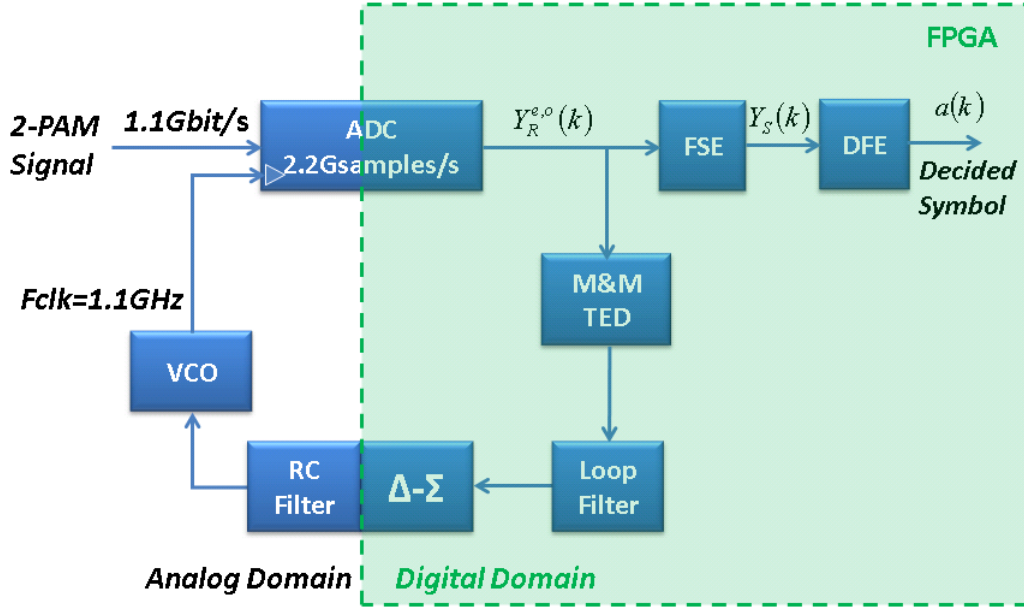 FPGA
2-PAM
Signal
1.1Gbit/s
ADC
2.2Gsamples/s
Y_R^{e,o}(k)
FSE
Y_S(k)
DFE
a(k)
Decided
Symbol
M&M
TED
Fclk=1.1GHz
VCO
RC
Filter
Δ-Σ
Loop
Filter
Analog Domain
Digital Domain